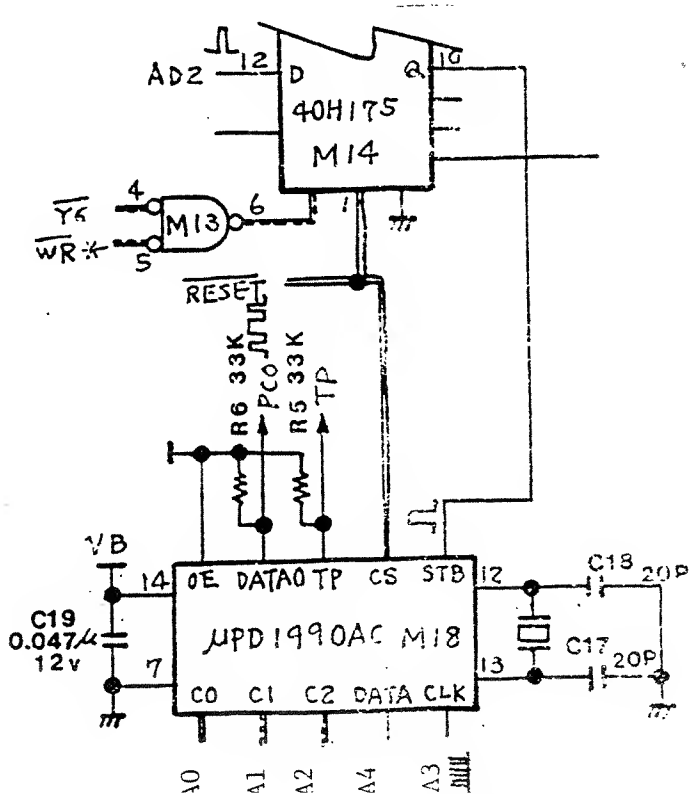 AD2
12
D
Q
10
40H175
M14
4
M13
6
WR*
5
1
RESET
R6 33K
PCO
R5 33K
TP
VB
14
OE
DATAO
TP
CS
STB
12
C18
20P
C19
0.047μ
12v
μPD1990AC M18
7
13
C17
20P
C0
C1
C2
DATA
CLK
A0
A1
A2
A4
A3